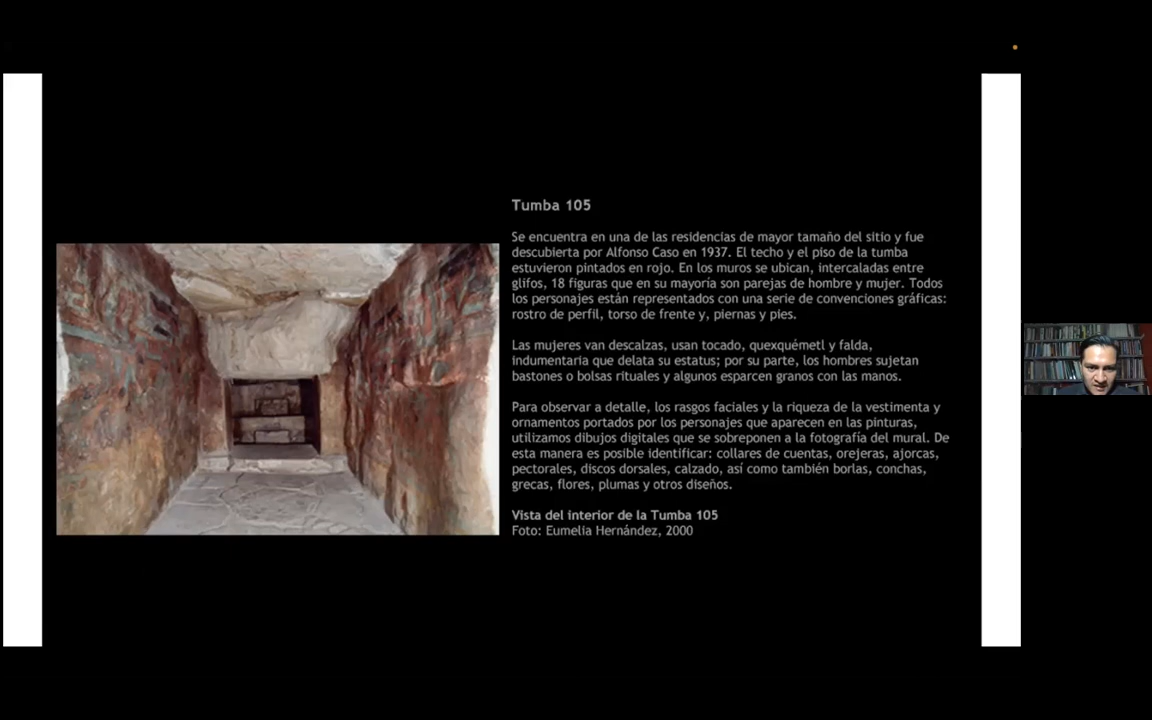 Tumba 105
Se encuentra en una de las residencias de mayor tamaño del sitio y fue
descubierta por Alfonso Caso en 1937. El techo y el piso de la tumba
estuvieron pintados en rojo. En los muros se ubican, intercaladas entre
glifos, 18 figuras que en su mayoría son parejas de hombre y mujer. Todos
los personajes están representados con una serie de convenciones gráficas:
rostro de perfil, torso de frente y, piernas y pies.
Las mujeres van descalzas, usan tocado, quexquémetl y falda,
indumentaria que delata su estatus; por su parte, los hombres sujetan
bastones o bolsas rituales y algunos esparcen granos con las manos.
Para observar a detalle, los rasgos faciales y la riqueza de la vestimenta y
ornamentos portados por los personajes que aparecen en las pinturas,
utilizamos dibujos digitales que se sobreponen a la fotografía del mural. De
esta manera es posible identificar: collares de cuentas, orejeras, ajorcas,
pectorales, discos dorsales, calzado, así como también borlas, conchas,
grecas, flores, plumas y otros diseños.
Vista del interior de la Tumba 105
Foto: Eumelia Hernández, 2000